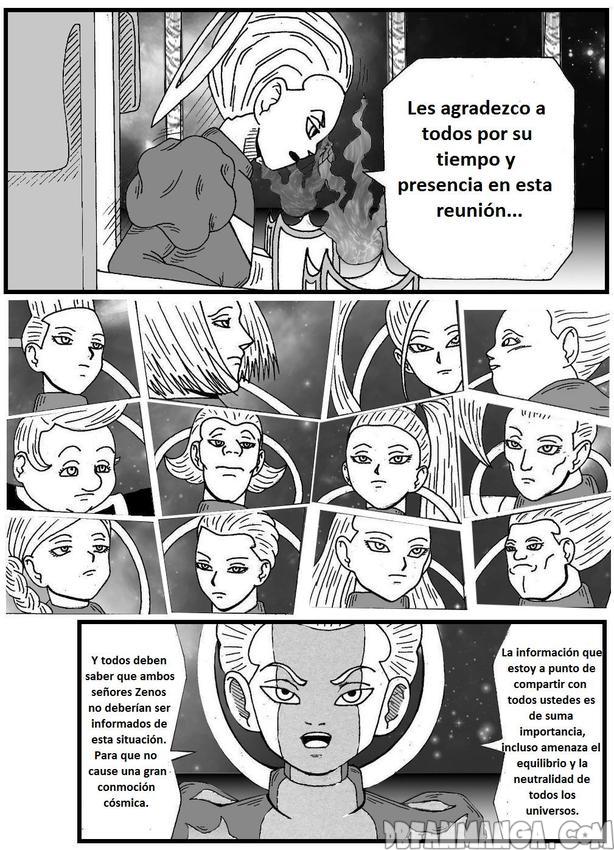 Les agradezco a
todos por su
tiempo y
presencia en esta
reunión...
Y todos deben
saber que ambos
señores Zenos
no deberían ser
informados de
esta situación.
Para que no
cause una gran
conmoción
cósmica.
La información que
estoy a punto de
compartir con
todos ustedes es
de suma
importancia,
incluso amenaza el
equilibrio y la
neutralidad de
todos los
universos.
DBFANMANGA.COM